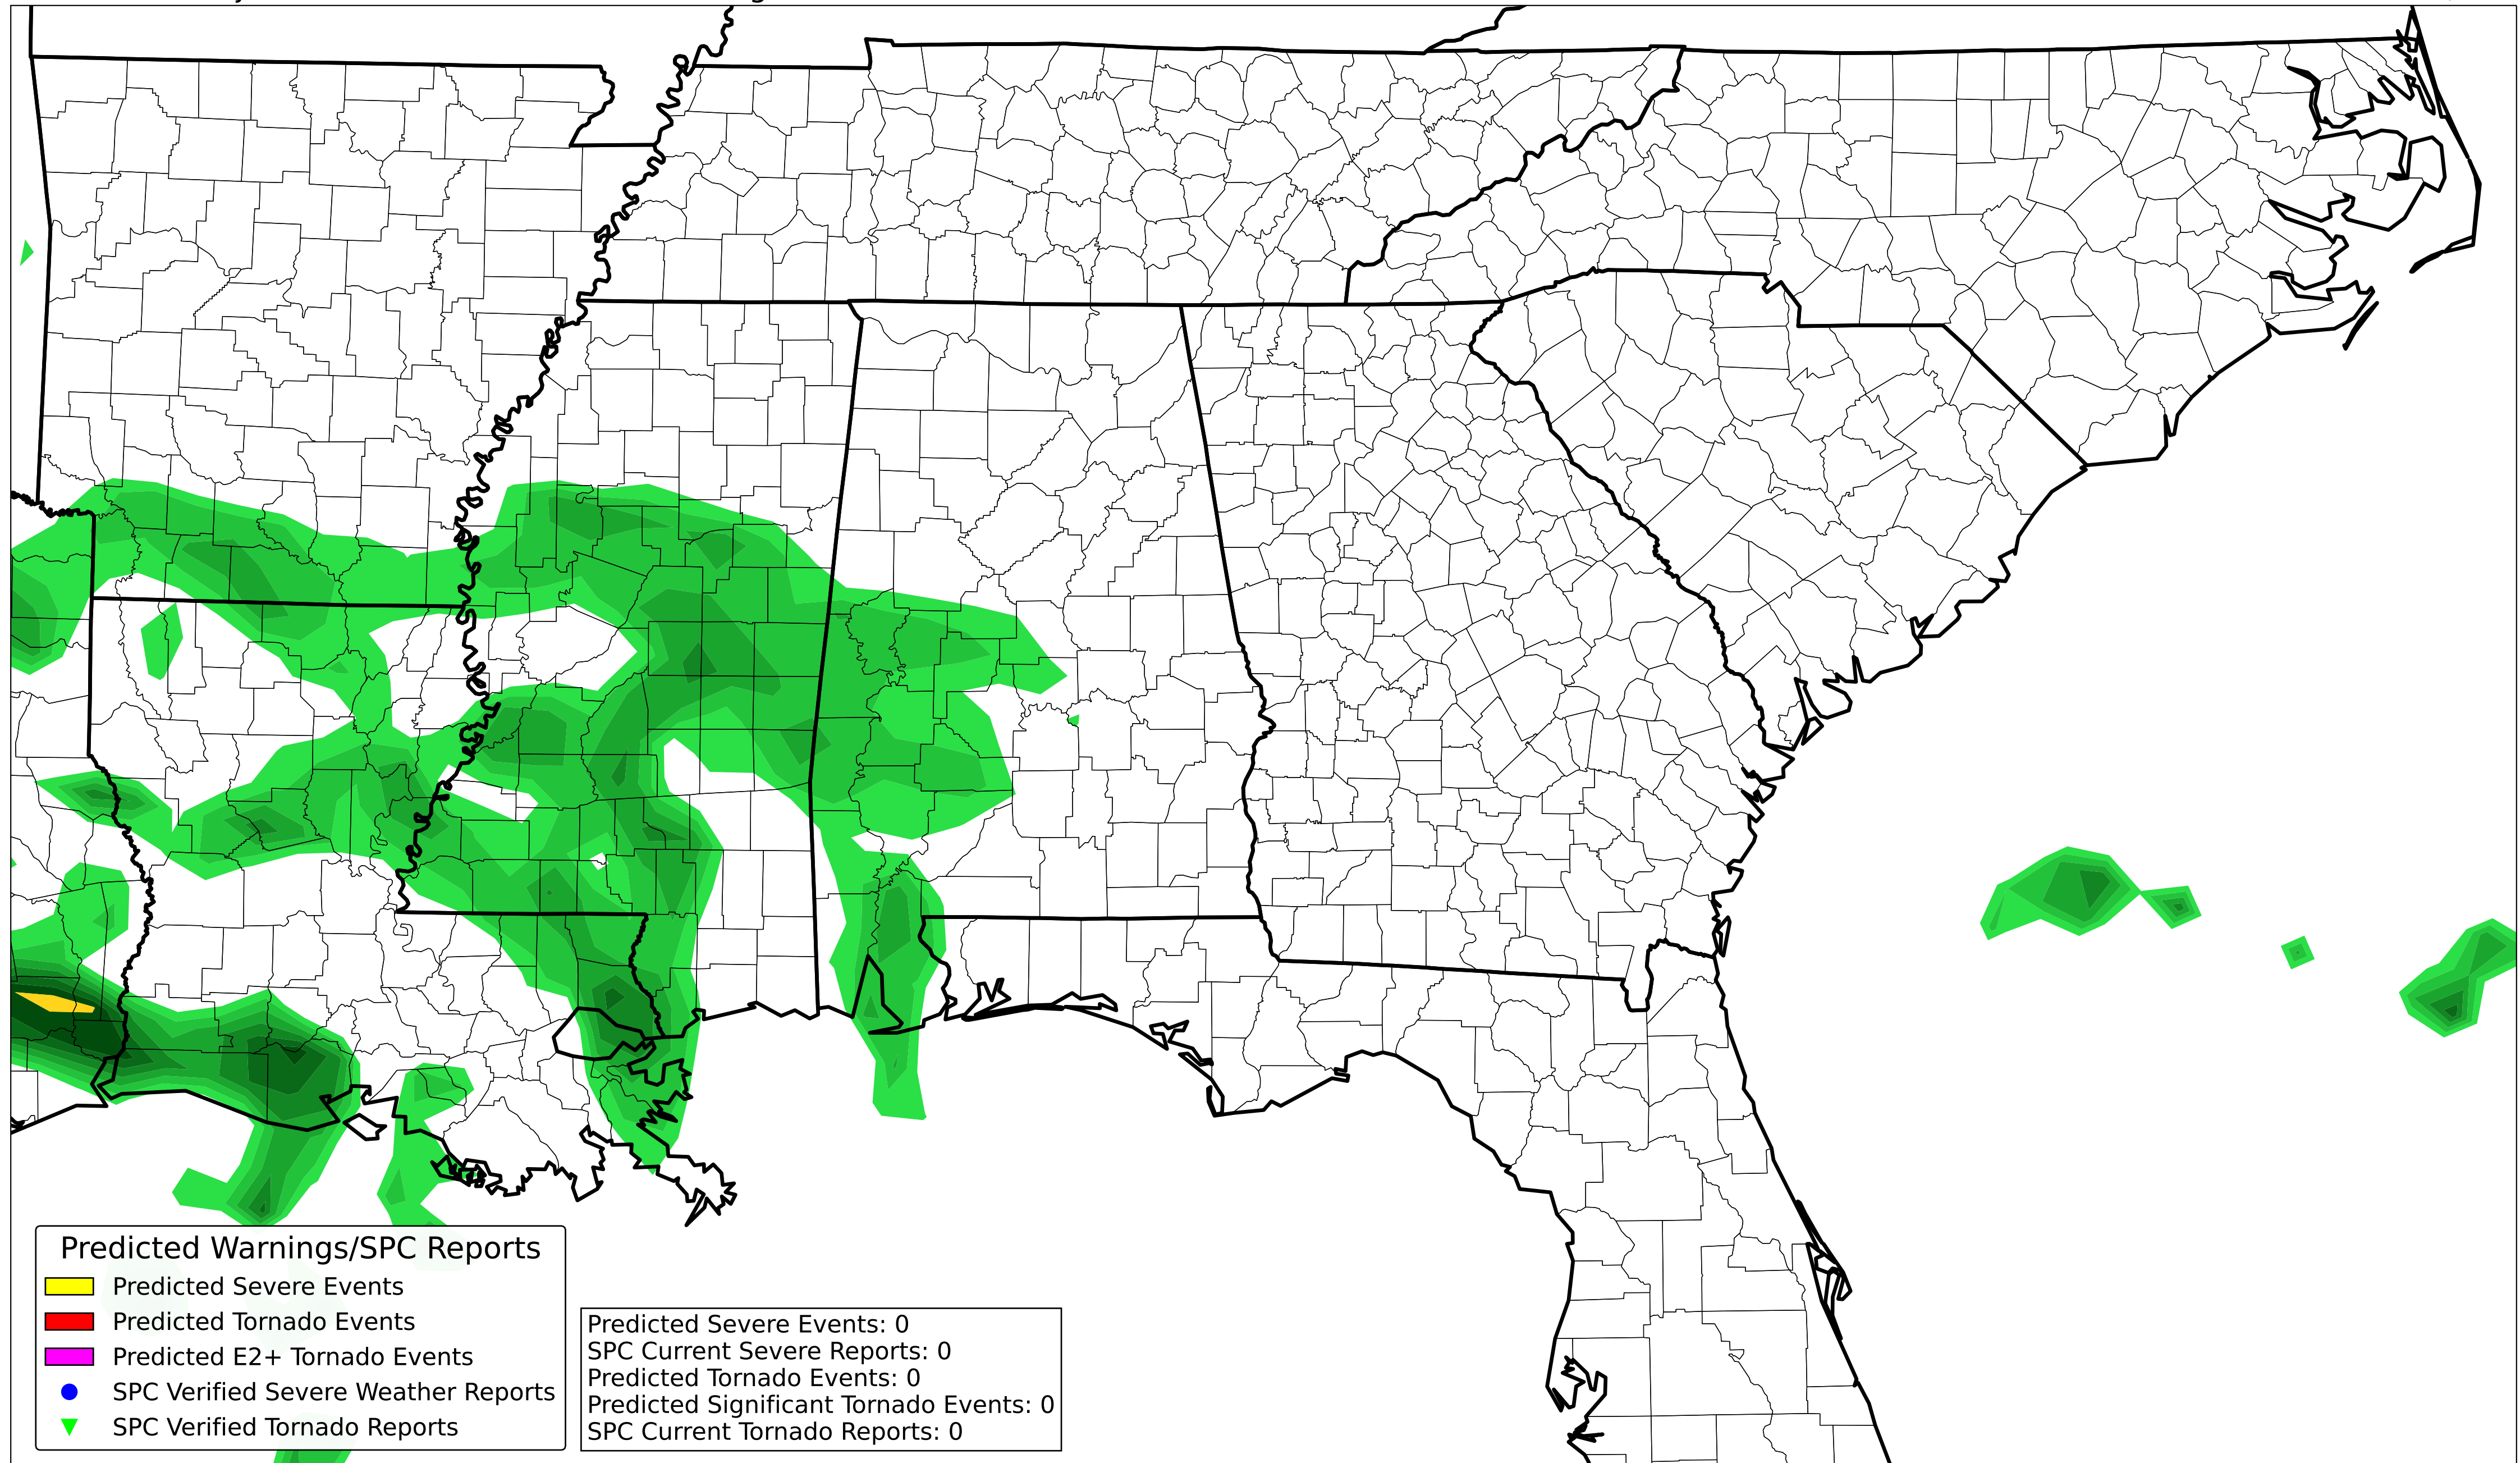 Predicted Warnings/SPC Reports
Predicted Severe Events
Predicted Tornado Events
Predicted E2+ Tornado Events
SPC Verified Severe Weather Reports
SPC Verified Tornado Reports
Predicted Severe Events: 0
SPC Current Severe Reports: 0
Predicted Tornado Events: 0
Predicted Significant Tornado Events: 0
SPC Current Tornado Reports: 0